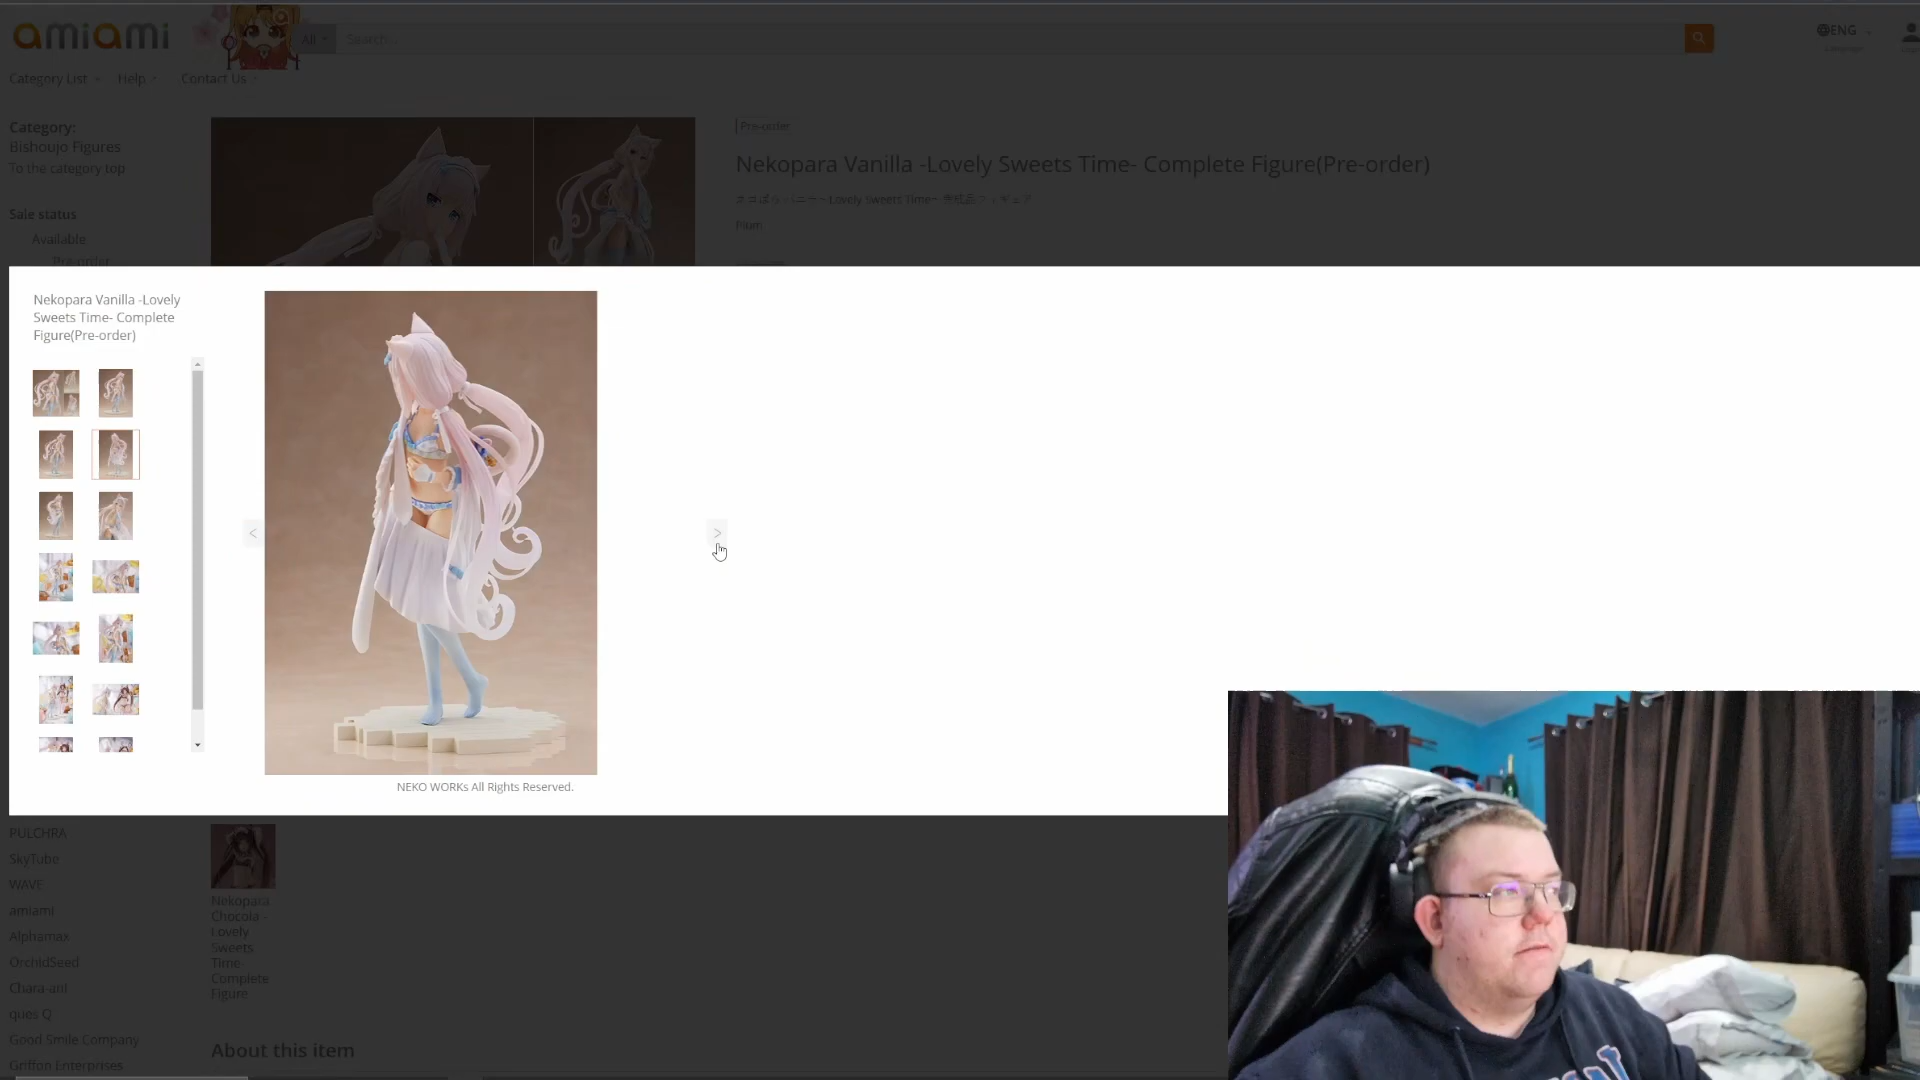 amiami
All
Search...
ENG
Language
Category List
Help
Contact Us
Category:
Bishoujo Figures
To the category top
Sale status
Available
Pre-order
Pre-order
Nekopara Vanilla -Lovely Sweets Time- Complete Figure(Pre-order)
Plum
Nekopara Vanilla -Lovely
Sweets Time- Complete
Figure(Pre-order)
<
>
NEKO WORKs All Rights Reserved.
PULCHRA
SkyTube
WAVE
amiami
Alphamax
OrchidSeed
Chara-ani
ques Q
Good Smile Company
Griffon Enterprises
Nekopara
Chocola -
Lovely
Sweets
Time-
Complete
Figure
About this item